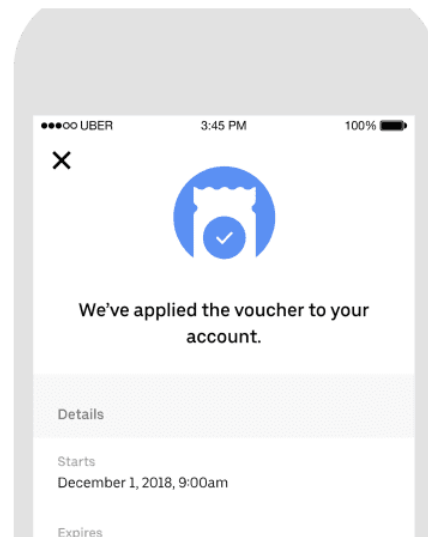 UBER 3:45 PM 100%
We've applied the voucher to your
account.
Details
Starts
December 1, 2018, 9:00am
Expires